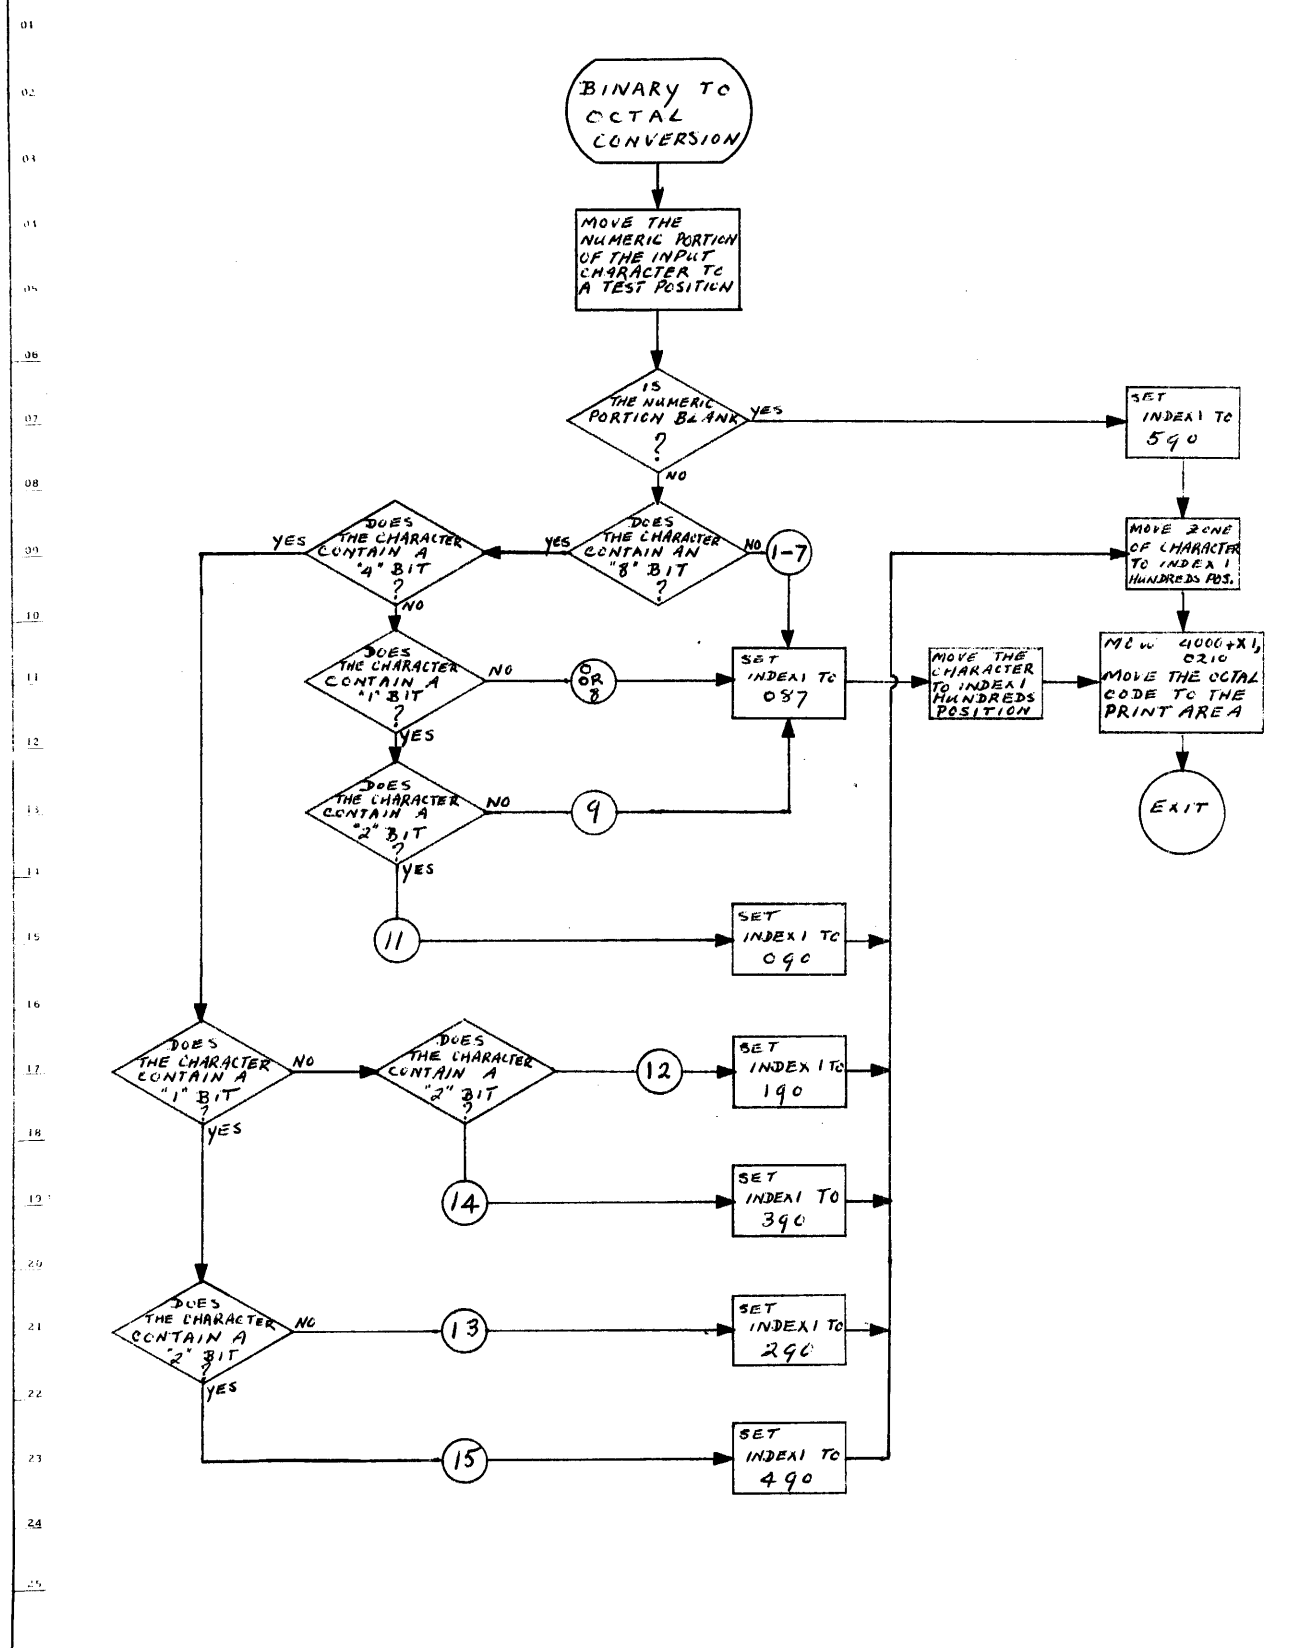 01
02
03
04
05
06
07
08
09
10
11
12
13
14
15
16
17
18
19
20
21
22
23
24
25
BINARY TO
OCTAL
CONVERSION
MOVE THE
NUMERIC PORTION
OF THE INPUT
CHARACTER TO
A TEST POSITION
IS
THE NUMERIC
PORTION BLANK
?
YES
SET
INDEX1 TO
590
NO
DOES
THE CHARACTER
CONTAIN AN
"8" BIT
?
NO
1-7
YES
DOES
THE CHARACTER
CONTAIN A
"4" BIT
?
YES
NO
MOVE ZONE
OF CHARACTER
TO INDEX1
HUNDREDS POS.
DOES
THE CHARACTER
CONTAIN A
"1" BIT
?
NO
0
OR
8
SET
INDEX1 TO
087
MOVE THE
CHARACTER
TO INDEX1
HUNDREDS
POSITION
MCW 4000+X1,
0210
MOVE THE OCTAL
CODE TO THE
PRINT AREA
YES
DOES
THE CHARACTER
CONTAIN A
"2" BIT
?
NO
9
EXIT
YES
11
SET
INDEX1 TO
090
DOES
THE CHARACTER
CONTAIN A
"1" BIT
?
NO
DOES
THE CHARACTER
CONTAIN A
"2" BIT
?
12
SET
INDEX1 TO
190
YES
14
SET
INDEX1 TO
390
DOES
THE CHARACTER
CONTAIN A
"2" BIT
?
NO
13
SET
INDEX1 TO
290
YES
15
SET
INDEX1 TO
490